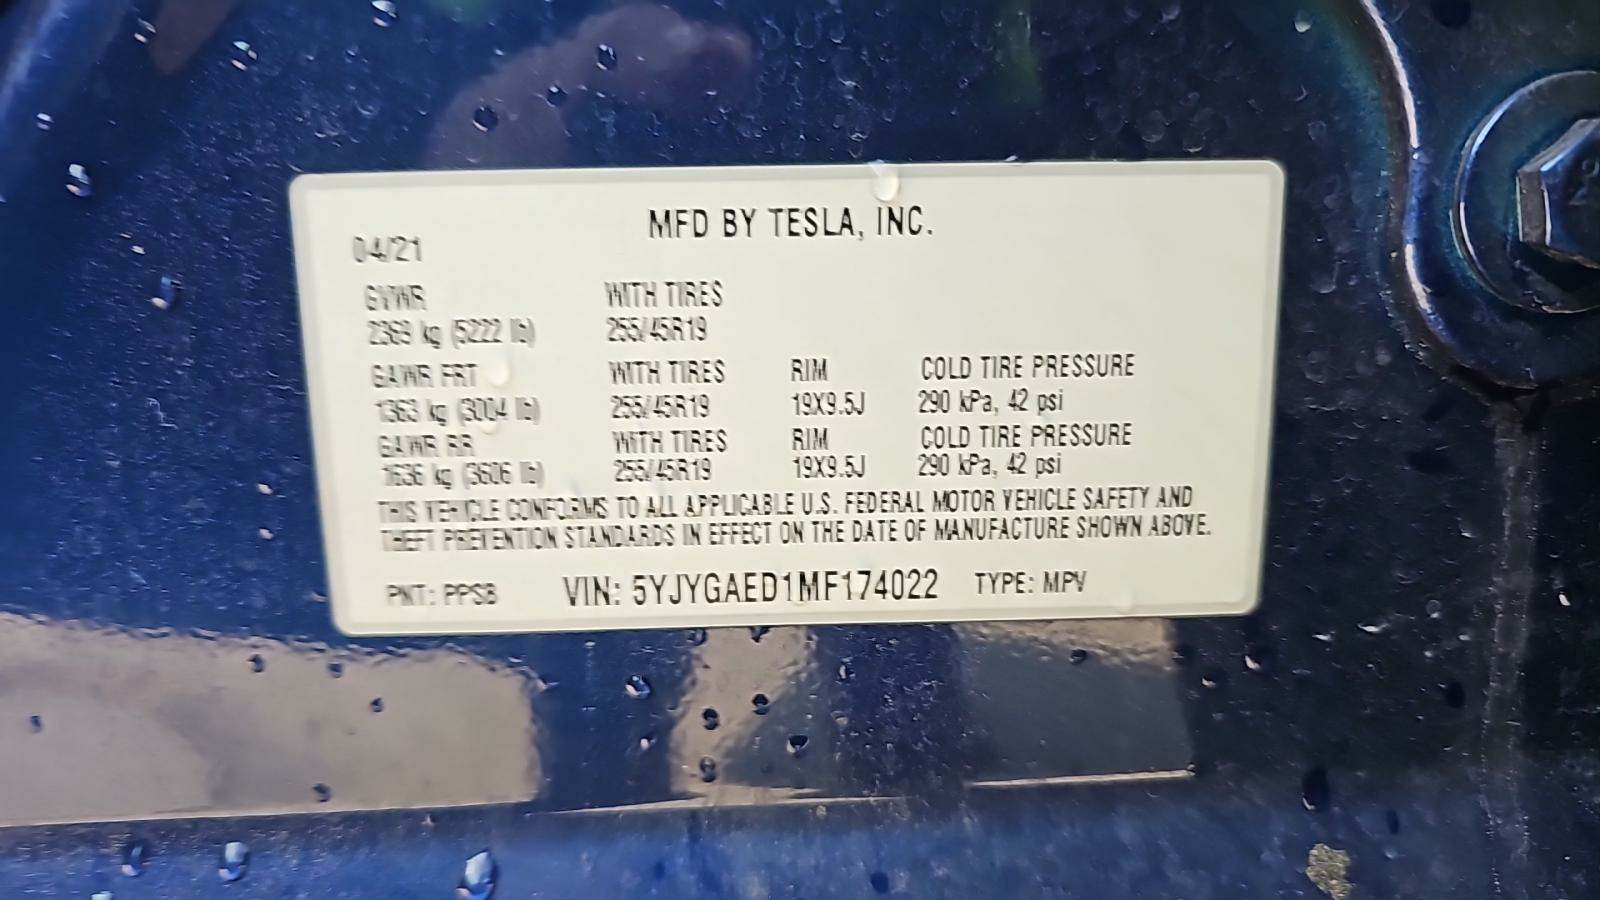 MFD BY TESLA, INC.
04/21
GVWR WITH TIRES
2369 kg (5222 lb) 255/45R19
GAWR FRT WITH TIRES RIM COLD TIRE PRESSURE
1363 kg (3004 lb) 255/45R19 19X9.5J 290 kPa, 42 psi
GAWR RR WITH TIRES RIM COLD TIRE PRESSURE
1636 kg (3606 lb) 255/45R19 19X9.5J 290 kPa, 42 psi
THIS VEHICLE CONFORMS TO ALL APPLICABLE U.S. FEDERAL MOTOR VEHICLE SAFETY AND
THEFT PREVENTION STANDARDS IN EFFECT ON THE DATE OF MANUFACTURE SHOWN ABOVE.
PNT: PPSB VIN: 5YJYGAED1MF174022 TYPE: MPV